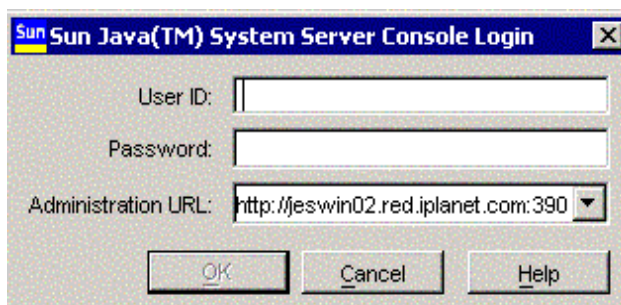 Sun Sun Java(TM) System Server Console Login
User ID:
Password:
Administration URL: http://jeswin02.red.iplanet.com:390
OK Cancel Help